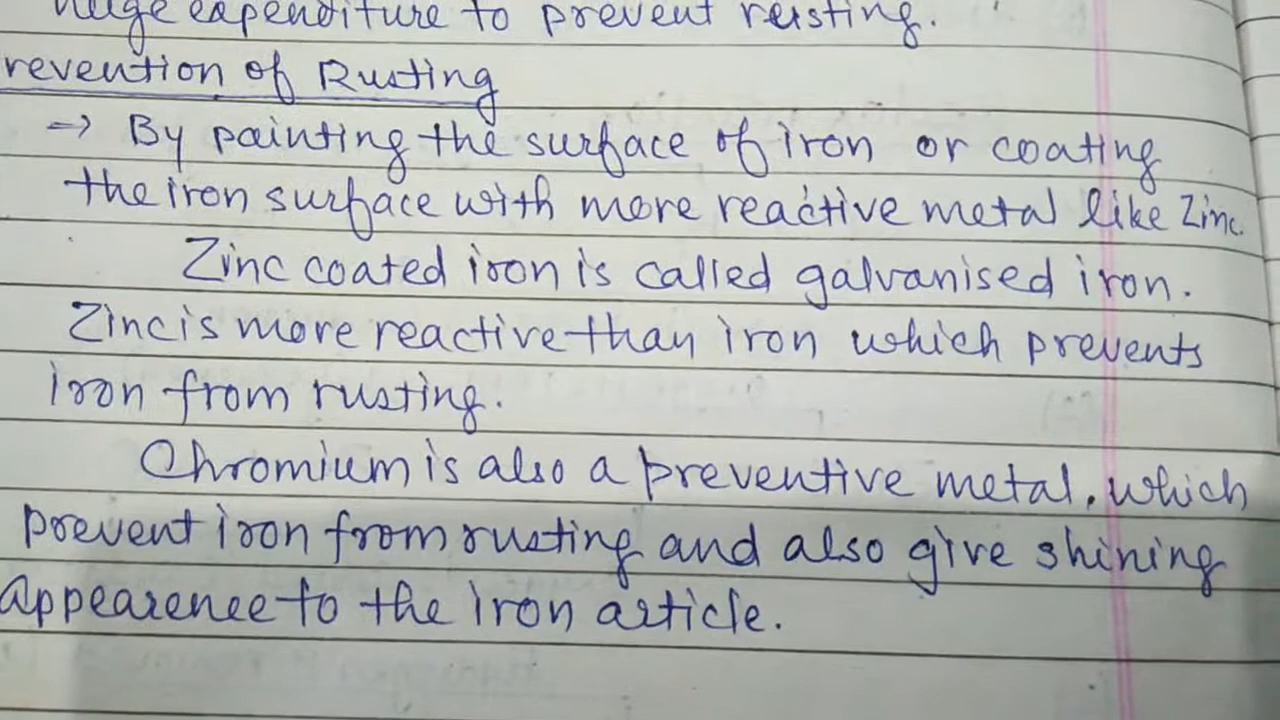 huge expenditure to prevent rusting.
revention of Rusting
→ By painting the surface of iron or coating
the iron surface with more reactive metal like Zinc.
Zinc coated iron is called galvanised iron.
Zinc is more reactive than iron which prevents
iron from rusting.
Chromium is also a preventive metal, which
prevent iron from rusting and also give shining
appearence to the iron article.